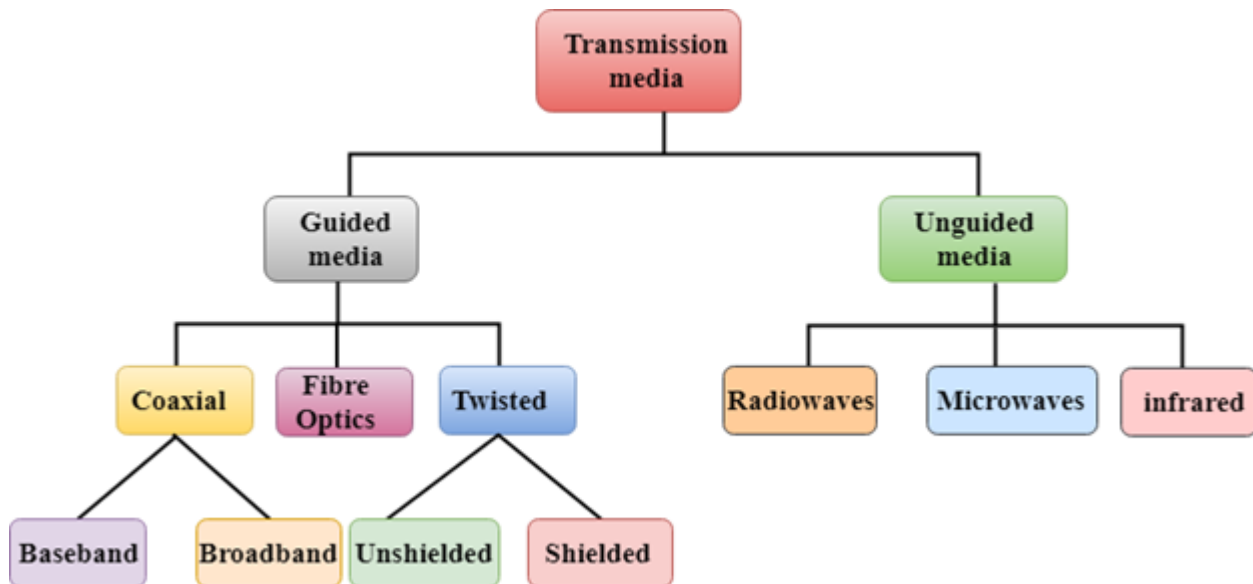 Transmission
media
Guided
media
Unguided
media
Coaxial
Fibre
Optics
Twisted
Radiowaves
Microwaves
infrared
Baseband
Broadband
Unshielded
Shielded